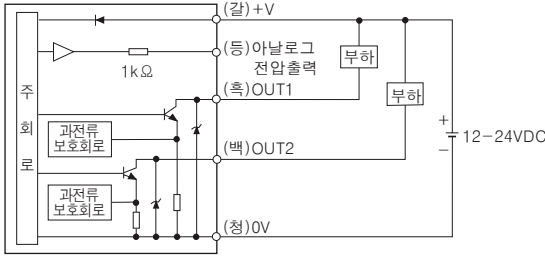 (갈)+V
(등)아날로그
전압출력
1kΩ
부하
주
회
로
(흑)OUT1
부하
과전류
보호회로
+
12-24VDC
-
(백)OUT2
과전류
보호회로
(청)0V